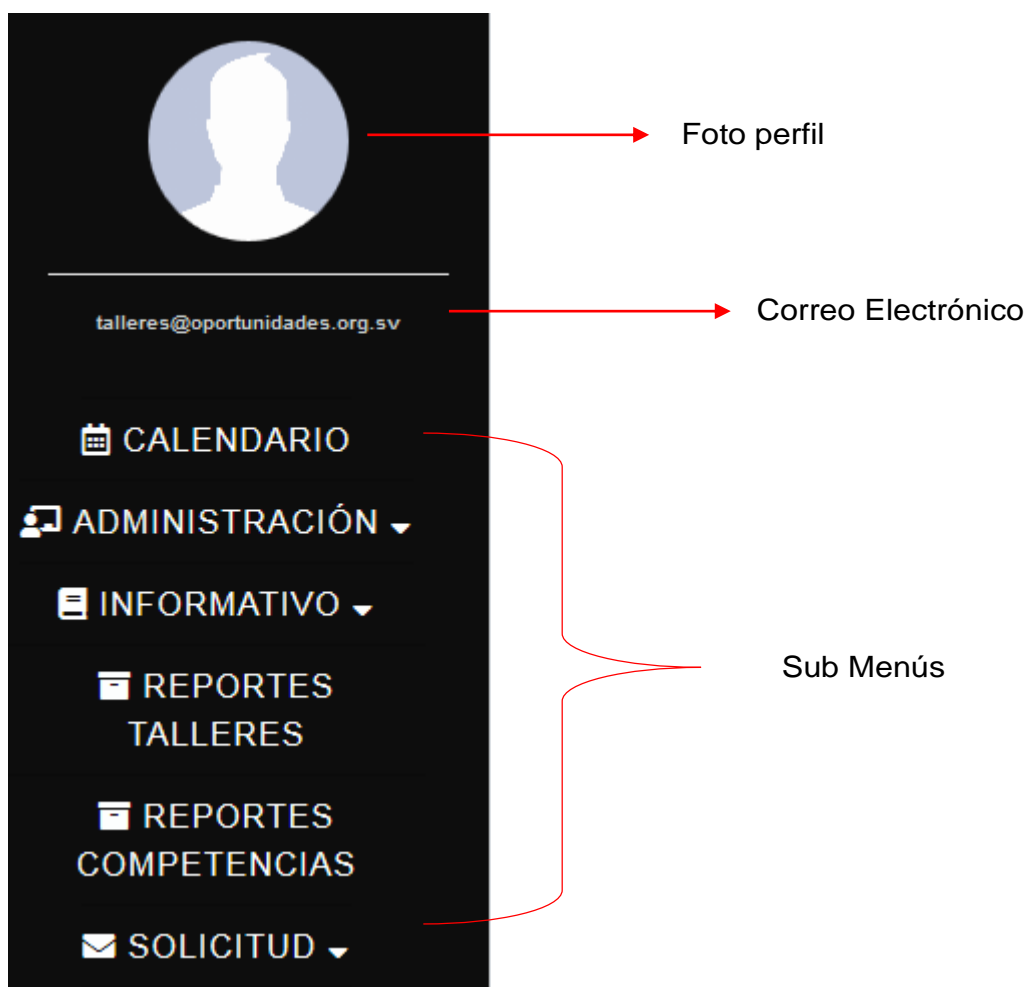 Foto perfil
talleres@oportunidades.org.sv
Correo Electrónico
CALENDARIO
ADMINISTRACIÓN
INFORMATIVO
REPORTES
TALLERES
Sub Menús
REPORTES
COMPETENCIAS
SOLICITUD